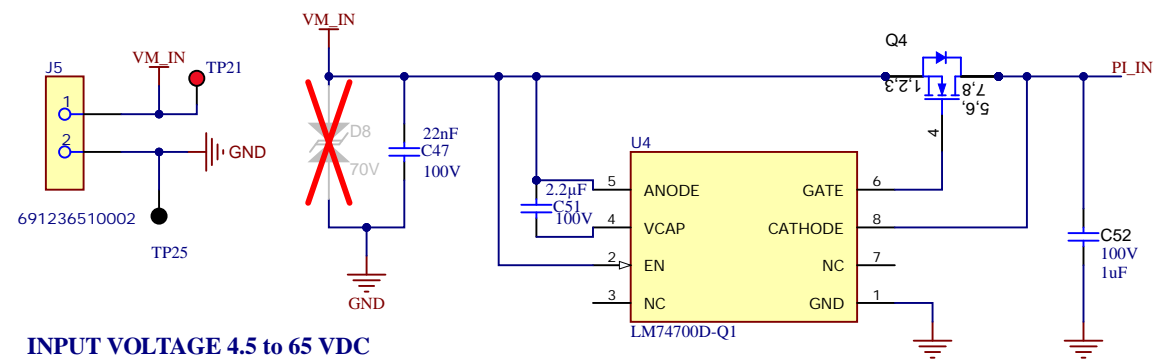 VM_IN
Q4
J5
VM_IN
TP21
PI_IN
1,2,3
5,6,
7,8
1
D8
22nF
4
2
GND
C47
U4
70V
100V
2.2µF
5
ANODE
GATE
6
C51
100V
691236510002
4
VCAP
CATHODE
8
C52
100V
TP25
2
EN
NC
7
1uF
GND
3
NC
GND
1
LM74700D-Q1
INPUT VOLTAGE 4.5 to 65 VDC